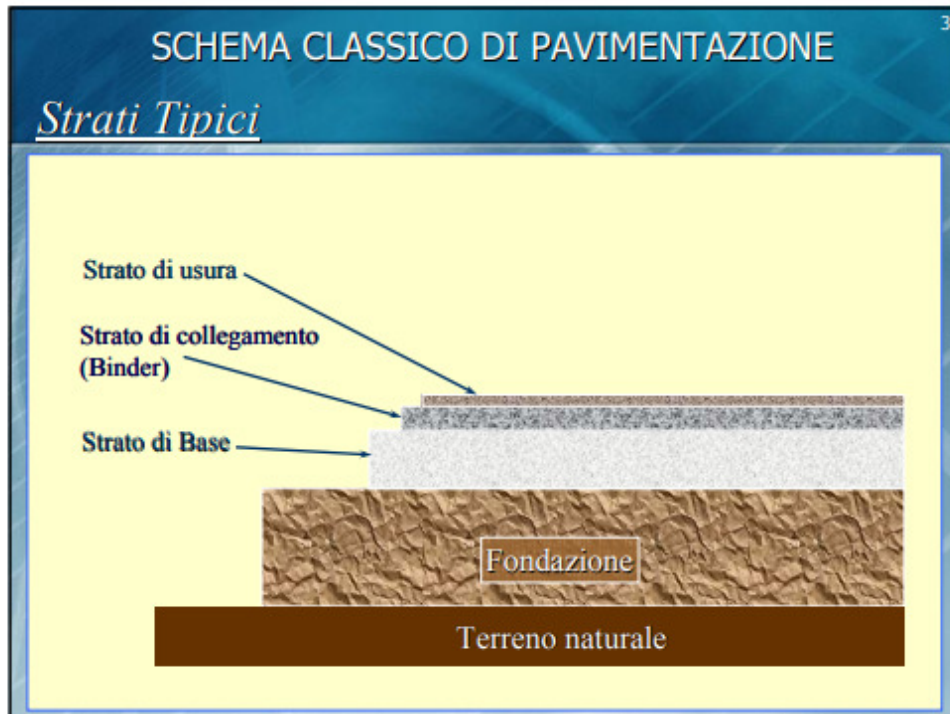 3
SCHEMA CLASSICO DI PAVIMENTAZIONE
Strati Tipici
Strato di usura
Strato di collegamento
(Binder)
Strato di Base
Fondazione
Terreno naturale